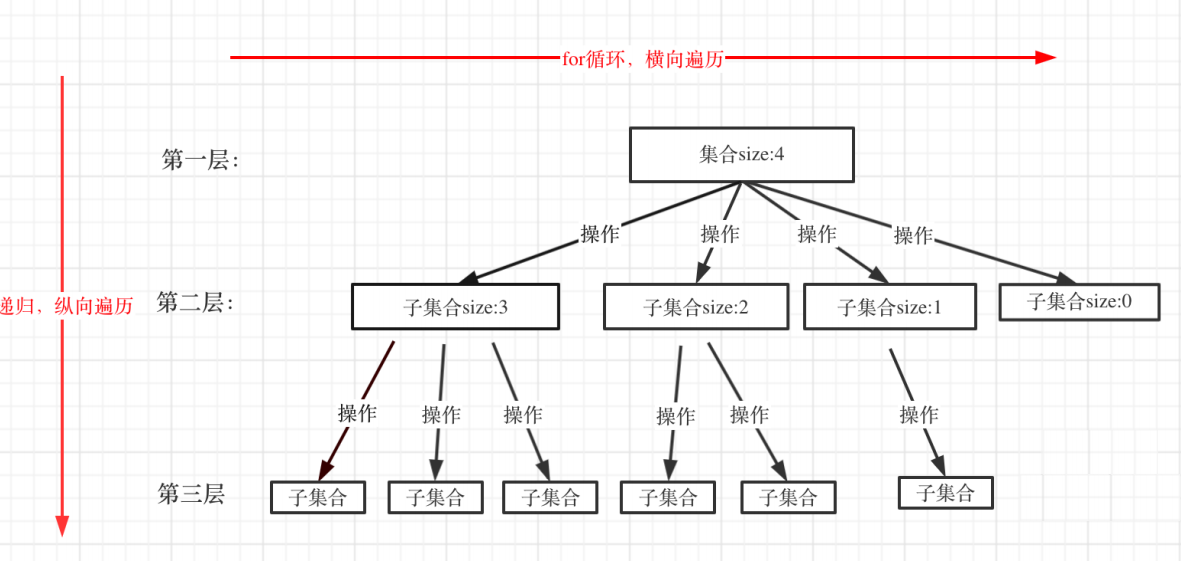 for循环，横向遍历
第一层：
集合size:4
操作 操作 操作 操作
递归，纵向遍历
第二层：
子集合size:3 子集合size:2 子集合size:1 子集合size:0
操作 操作 操作 操作 操作 操作
第三层
子集合 子集合 子集合 子集合 子集合 子集合